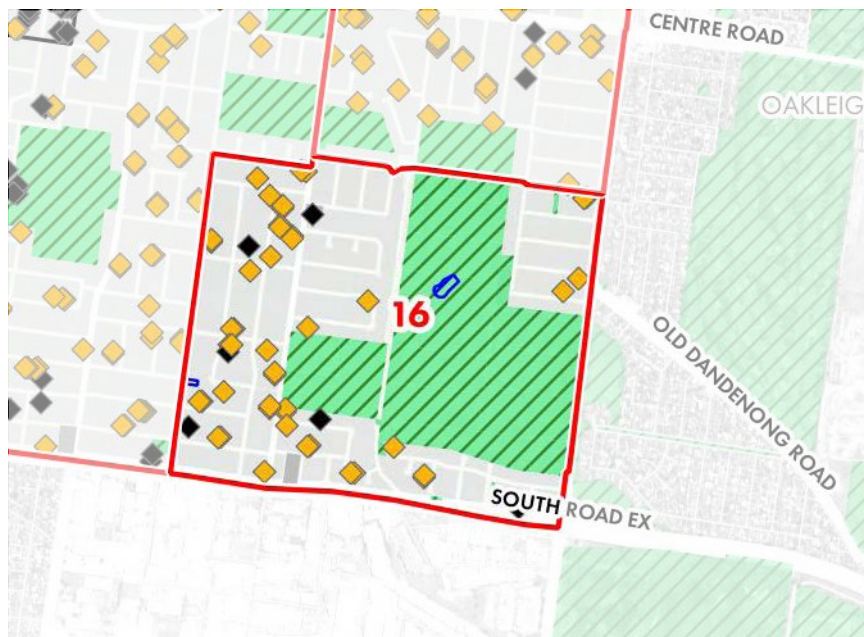 CENTRE ROAD
OAKLEIG
16
OLD DANDENONG ROAD
SOUTH ROAD EX